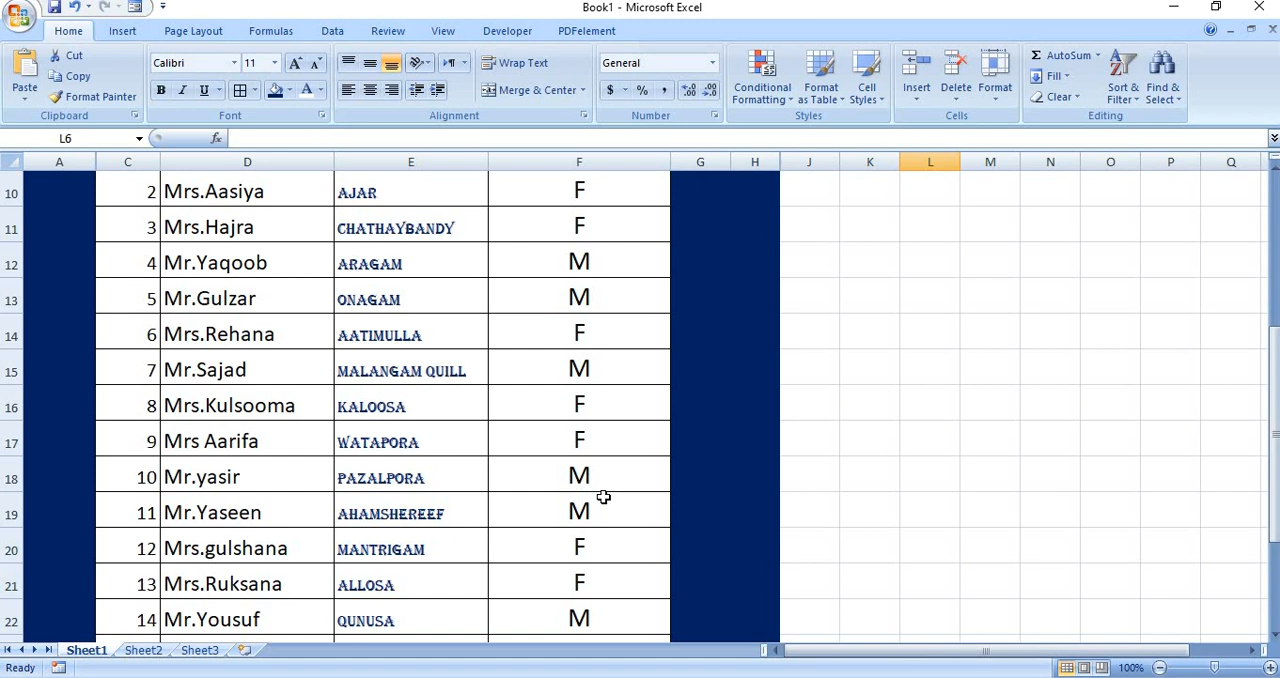 Book1 - Microsoft Excel
Home Insert Page Layout Formulas Data Review View Developer PDFelement
Paste Cut Copy Format Painter
Clipboard
Calibri 11 A A
B I U A
Font
Wrap Text
Merge & Center
Alignment
General
$ % , .00 .00
Number
Conditional Formatting Format as Table Cell Styles
Styles
Insert Delete Format
Cells
Σ AutoSum Fill Clear
Sort & Filter Find & Select
Editing
L6 fx
A C D E F G H J K L M N O P Q
10 2 Mrs.Aasiya AJAR F
11 3 Mrs.Hajra CHATHAYBANDY F
12 4 Mr.Yaqoob ARAGAM M
13 5 Mr.Gulzar ONAGAM M
14 6 Mrs.Rehana AATIMULLA F
15 7 Mr.Sajad MALANGAM QUILL M
16 8 Mrs.Kulsooma KALOOSA F
17 9 Mrs Aarifa WATAPORA F
18 10 Mr.yasir PAZALPORA M
19 11 Mr.Yaseen AHAMSHEREEF M
20 12 Mrs.gulshana MANTRIGAM F
21 13 Mrs.Ruksana ALLOSA F
22 14 Mr.Yousuf QUNUSA M
Sheet1 Sheet2 Sheet3
Ready 100%